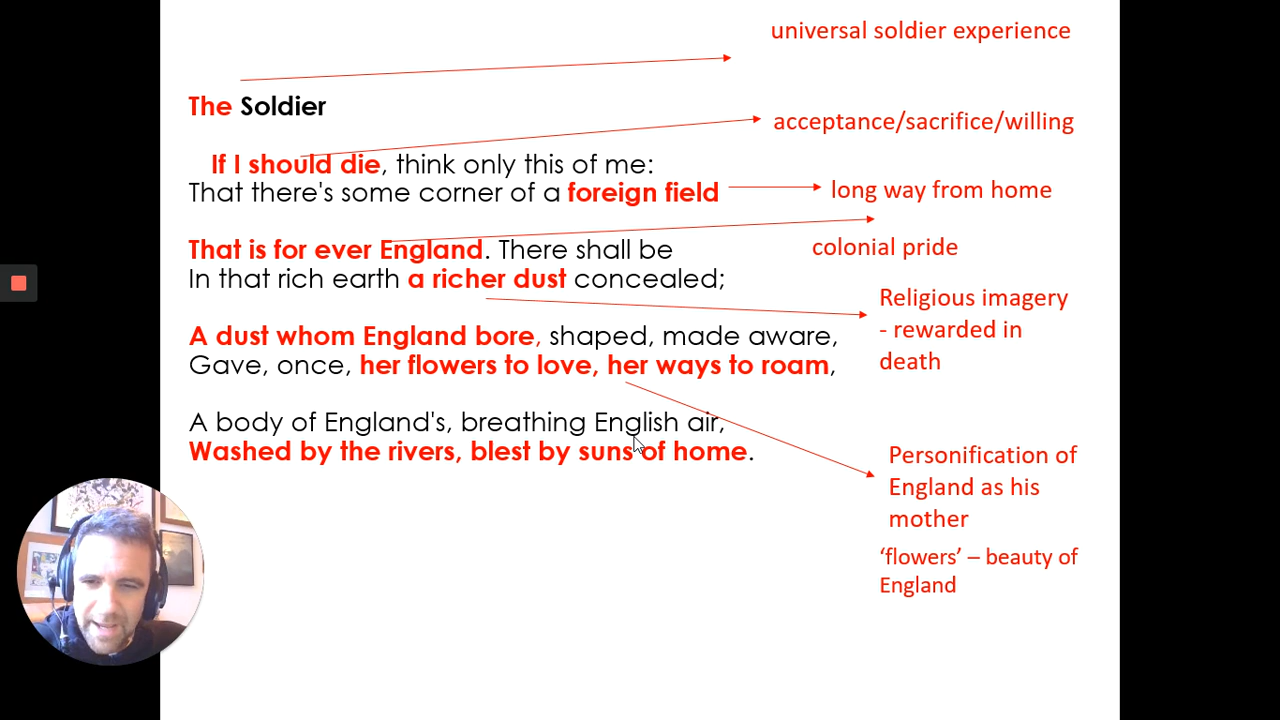 universal soldier experience
The Soldier
acceptance/sacrifice/willing
If I should die, think only this of me:
That there's some corner of a foreign field
long way from home
That is for ever England. There shall be
colonial pride
In that rich earth a richer dust concealed;
Religious imagery
- rewarded in
death
A dust whom England bore, shaped, made aware,
Gave, once, her flowers to love, her ways to roam,
A body of England's, breathing English air,
Washed by the rivers, blest by suns of home.
Personification of
England as his
mother
‘flowers’ – beauty of
England